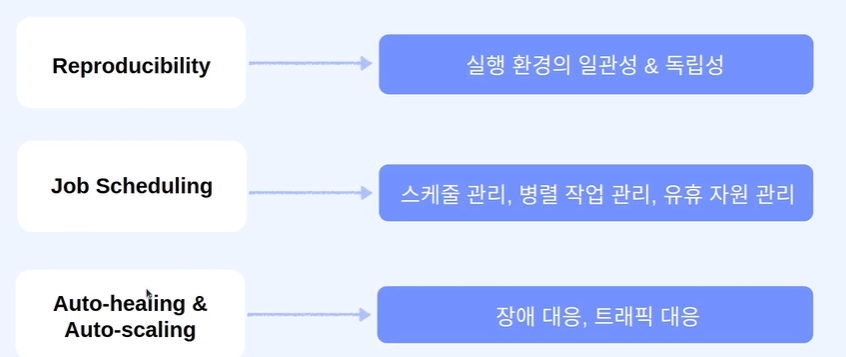 Reproducibility
실행 환경의 일관성 & 독립성
Job Scheduling
스케줄 관리, 병렬 작업 관리, 유휴 자원 관리
Auto-healing &
Auto-scaling
장애 대응, 트래픽 대응